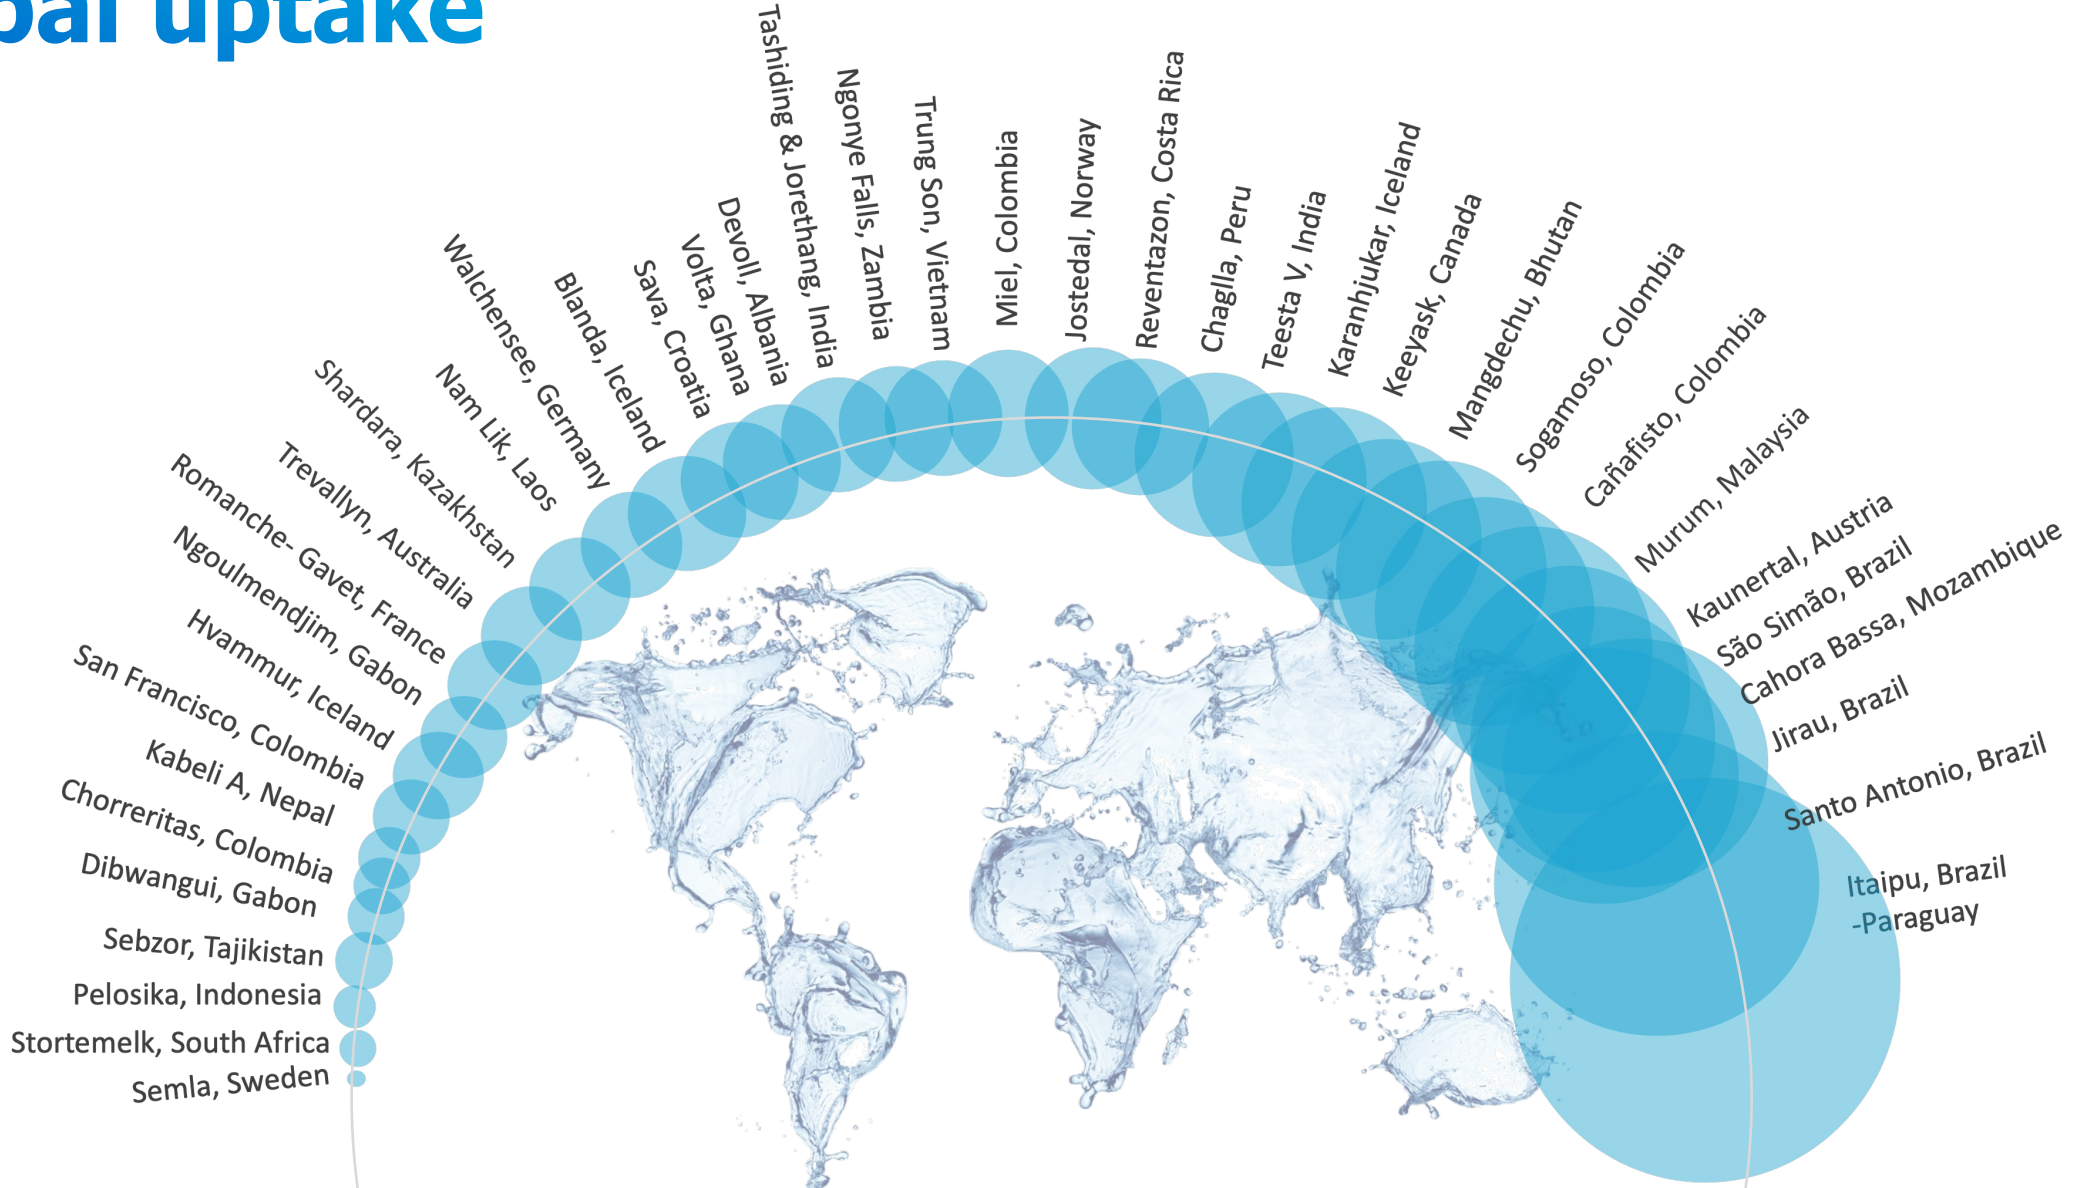 bal uptake
Semla, Sweden
Stortemelk, South Africa
Pelosika, Indonesia
Sebzor, Tajikistan
Dibwangui, Gabon
Chorreritas, Colombia
Kabeli A, Nepal
San Francisco, Colombia
Hvammur, Iceland
Ngoulmendjim, Gabon
Romanche- Gavet, France
Trevallyn, Australia
Shardara, Kazakhstan
Nam Lik, Laos
Walchensee, Germany
Blanda, Iceland
Sava, Croatia
Volta, Ghana
Devoll, Albania
Tashiding & Jorethang, India
Ngonye Falls, Zambia
Trung Son, Vietnam
Miel, Colombia
Jostedal, Norway
Reventazon, Costa Rica
Chaglla, Peru
Teesta V, India
Karanhjukar, Iceland
Keeyask, Canada
Mangdechu, Bhutan
Sogamoso, Colombia
Cañafisto, Colombia
Murum, Malaysia
Kaunertal, Austria
São Simão, Brazil
Cahora Bassa, Mozambique
Jirau, Brazil
Santo Antonio, Brazil
Itaipu, Brazil
-Paraguay